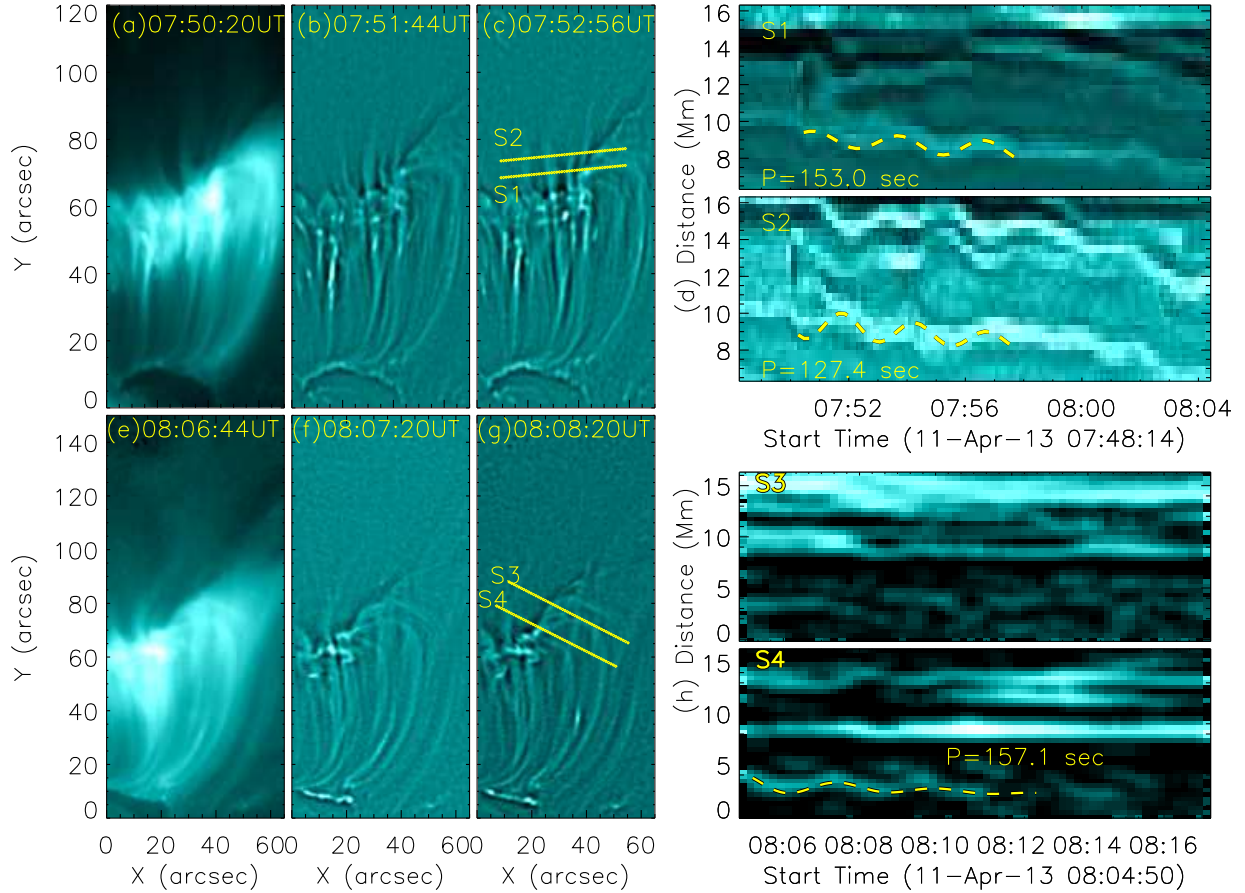 (a)07:50:20UT
(b)07:51:44UT
(c)07:52:56UT
120
100
80
60
40
20
0
Y (arcsec)
S2
S1
S1
P=153.0 sec
16
14
12
10
8
S2
P=127.4 sec
16
14
12
10
8
(d) Distance (Mm)
07:52 07:56 08:00 08:04
Start Time (11-Apr-13 07:48:14)
(e)08:06:44UT
(f)08:07:20UT
(g)08:08:20UT
140
120
100
80
60
40
20
0
Y (arcsec)
S3
S4
0 20 40 60
0 20 40 60
0 20 40 60
X (arcsec)
X (arcsec)
X (arcsec)
S3
15
10
5
0
S4
P=157.1 sec
15
10
5
0
(h) Distance (Mm)
08:06 08:08 08:10 08:12 08:14 08:16
Start Time (11-Apr-13 08:04:50)